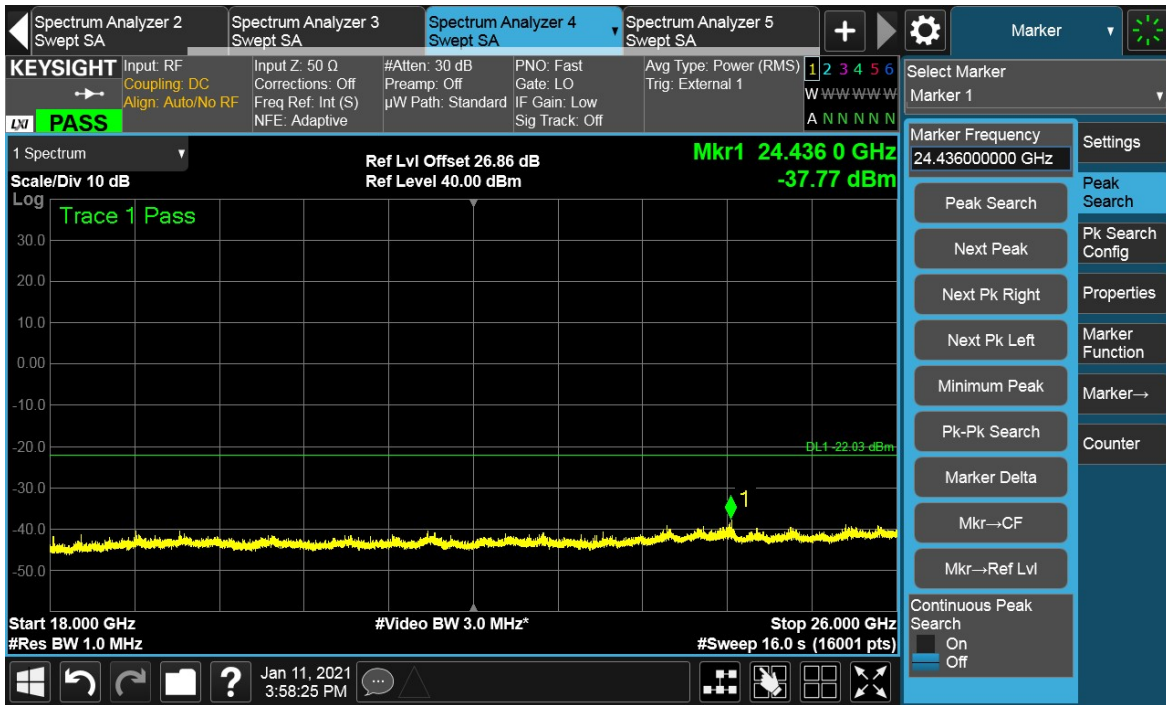 Spectrum Analyzer 2
Swept SA
Spectrum Analyzer 3
Swept SA
Spectrum Analyzer 4
Swept SA
Spectrum Analyzer 5
Swept SA
+
Marker
KEYSIGHT
LXI PASS
Input: RF
Coupling: DC
Align: Auto/No RF
Input Z: 50 Ω
Corrections: Off
Freq Ref: Int (S)
NFE: Adaptive
#Atten: 30 dB
Preamp: Off
µW Path: Standard
PNO: Fast
Gate: LO
IF Gain: Low
Sig Track: Off
Avg Type: Power (RMS)
Trig: External 1
1 2 3 4 5 6
W W W W W W
A N N N N N
Select Marker
Marker 1
1 Spectrum
Scale/Div 10 dB
Ref Lvl Offset 26.86 dB
Ref Level 40.00 dBm
Mkr1 24.436 0 GHz
-37.77 dBm
Log
Trace 1 Pass
30.0
20.0
10.0
0.00
-10.0
-20.0
-30.0
-40.0
-50.0
DL1 -22.03 dBm
1
Start 18.000 GHz
#Res BW 1.0 MHz
#Video BW 3.0 MHz*
Stop 26.000 GHz
#Sweep 16.0 s (16001 pts)
Marker Frequency
24.436000000 GHz
Peak Search
Next Peak
Next Pk Right
Next Pk Left
Minimum Peak
Pk-Pk Search
Marker Delta
Mkr→CF
Mkr→Ref Lvl
Continuous Peak
Search
On
Off
Settings
Peak
Search
Pk Search
Config
Properties
Marker
Function
Marker→
Counter
?
Jan 11, 2021
3:58:25 PM